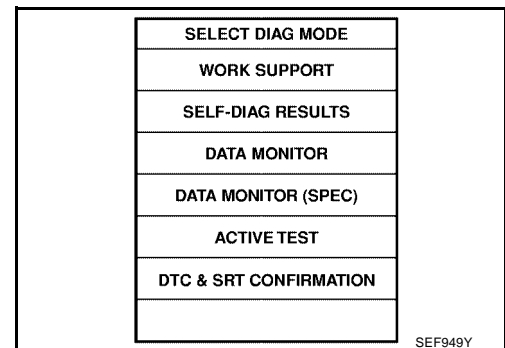 SELECT DIAG MODE
WORK SUPPORT
SELF-DIAG RESULTS
DATA MONITOR
DATA MONITOR (SPEC)
ACTIVE TEST
DTC & SRT CONFIRMATION
SEF949Y